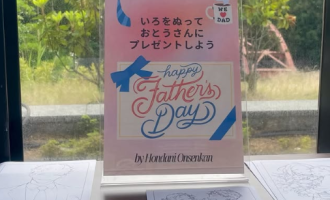 WE
DAD
いろをぬって
おとうさんに
プレゼントしよう
happy
Father's
Day
by Hondani Onsenkan